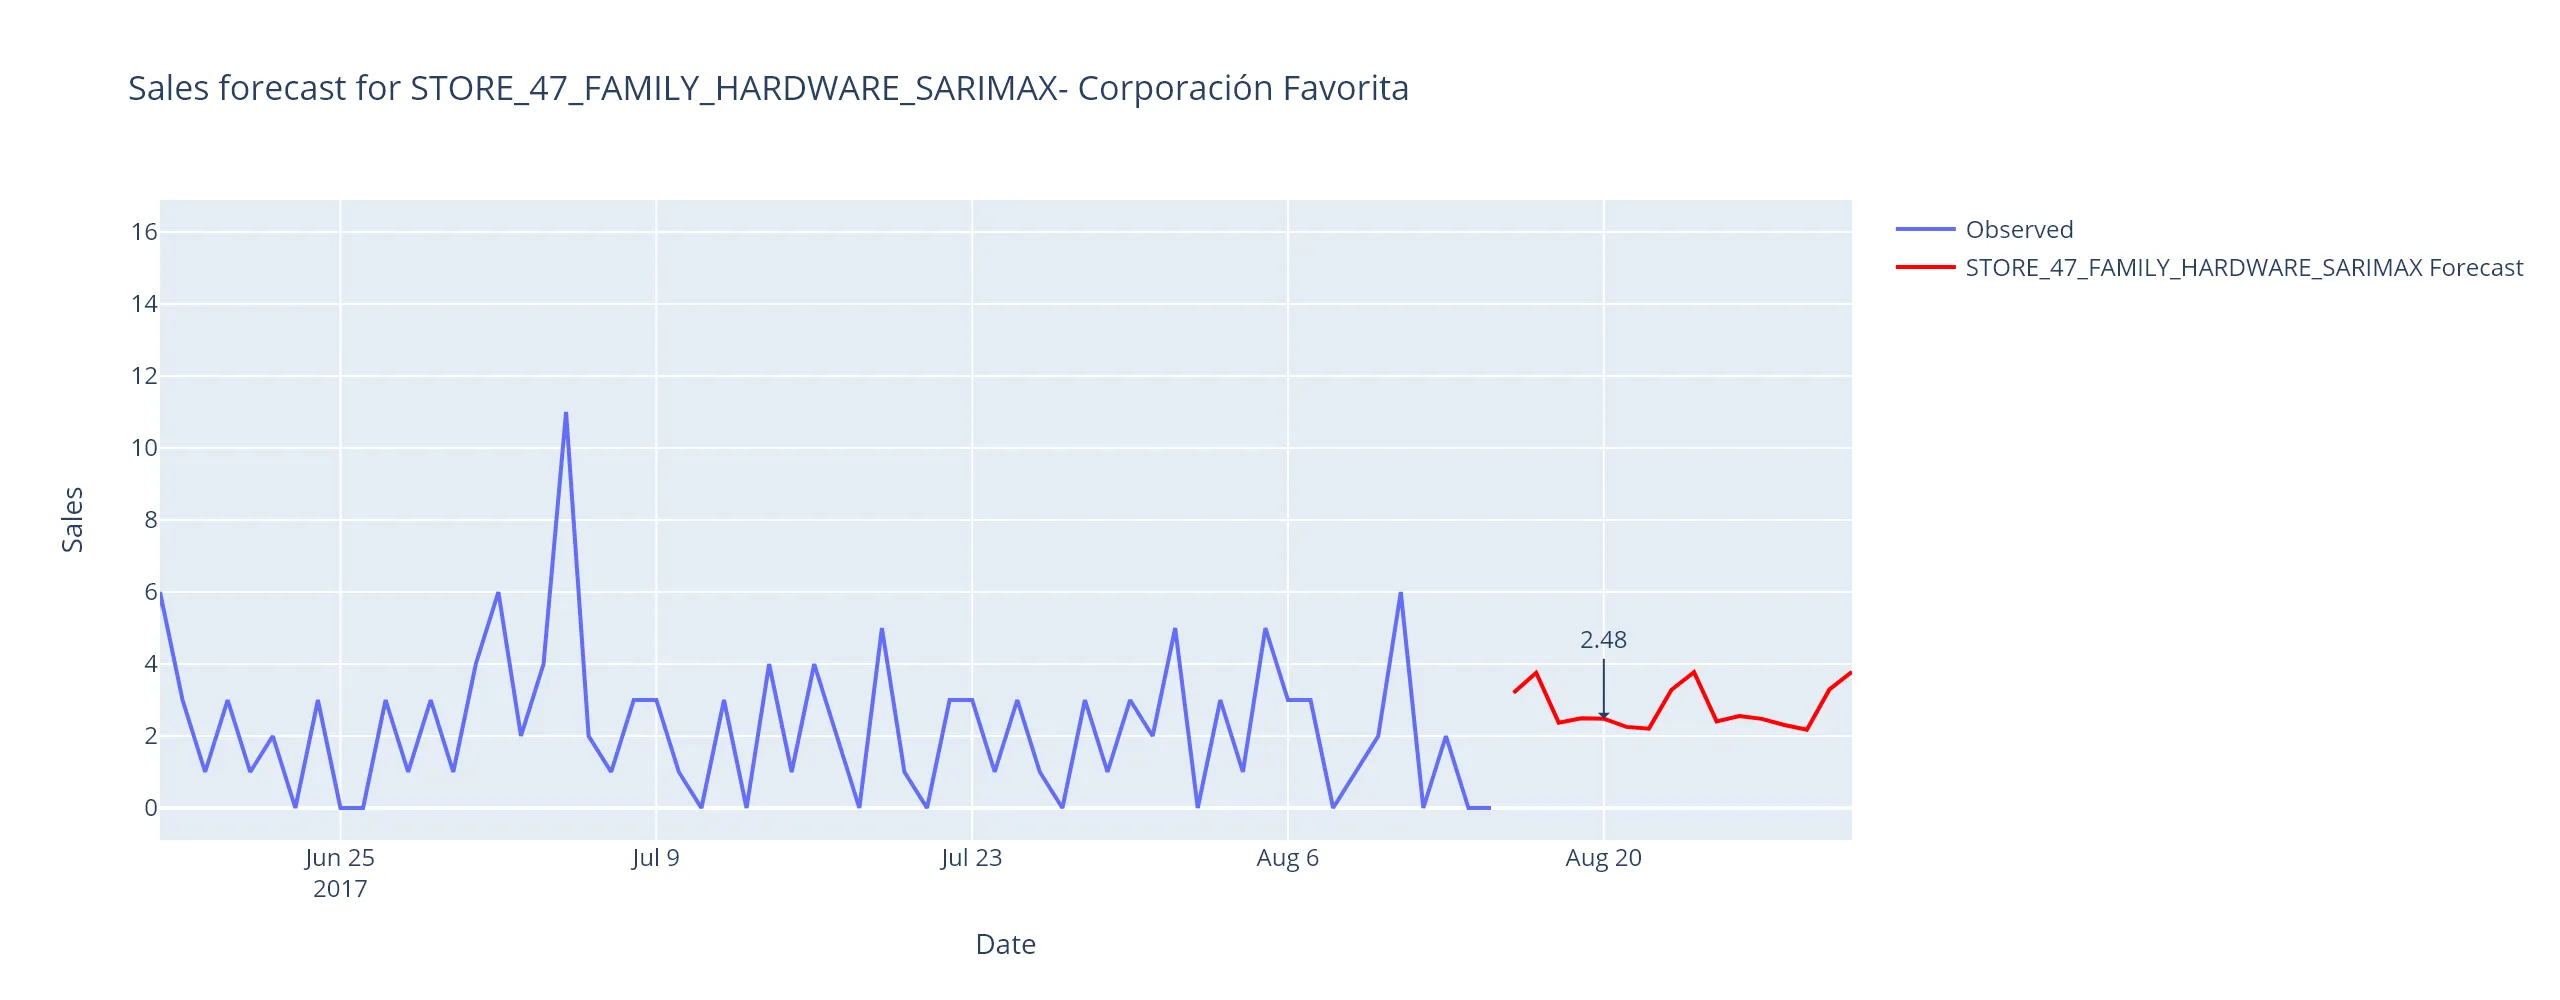 Sales forecast for STORE_47_FAMILY_HARDWARE_SARIMAX- Corporación Favorita
Observed
STORE_47_FAMILY_HARDWARE_SARIMAX Forecast
16
14
12
10
8
6
4
2
0
Sales
2.48
Jun 25
2017
Jul 9
Jul 23
Aug 6
Aug 20
Date